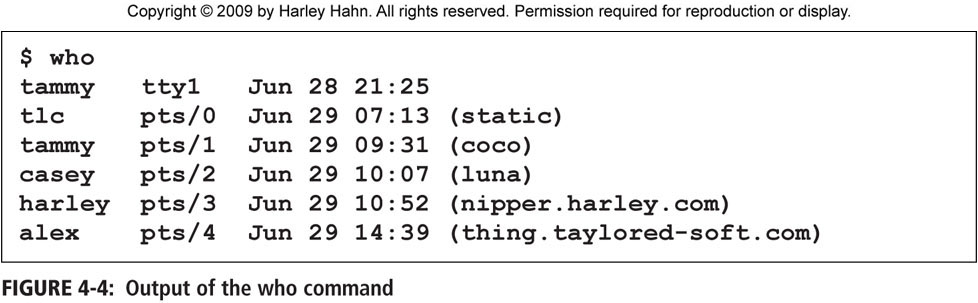 Copyright © 2009 by Harley Hahn. All rights reserved. Permission required for reproduction or display.
$ who
tammy   tty1   Jun 28 21:25
tlc     pts/0  Jun 29 07:13 (static)
tammy   pts/1  Jun 29 09:31 (coco)
casey   pts/2  Jun 29 10:07 (luna)
harley  pts/3  Jun 29 10:52 (nipper.harley.com)
alex    pts/4  Jun 29 14:39 (thing.taylored-soft.com)
FIGURE 4-4: Output of the who command